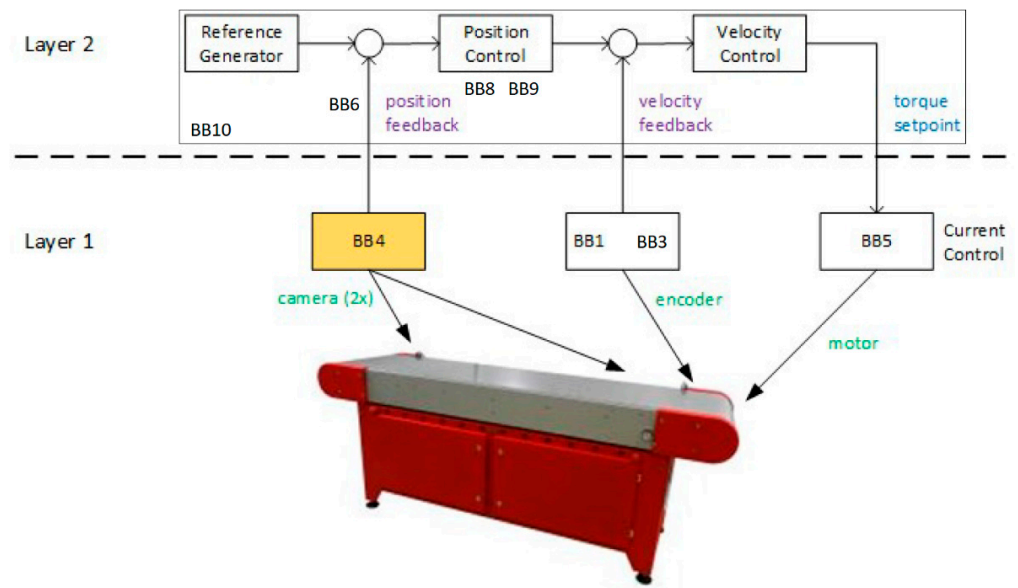 Layer 2
Reference
Generator
Position
Control
Velocity
Control
BB8 BB9
BB6
position
feedback
velocity
feedback
torque
setpoint
BB10
Layer 1
BB4
BB1 BB3
BB5
Current
Control
camera (2x)
encoder
motor